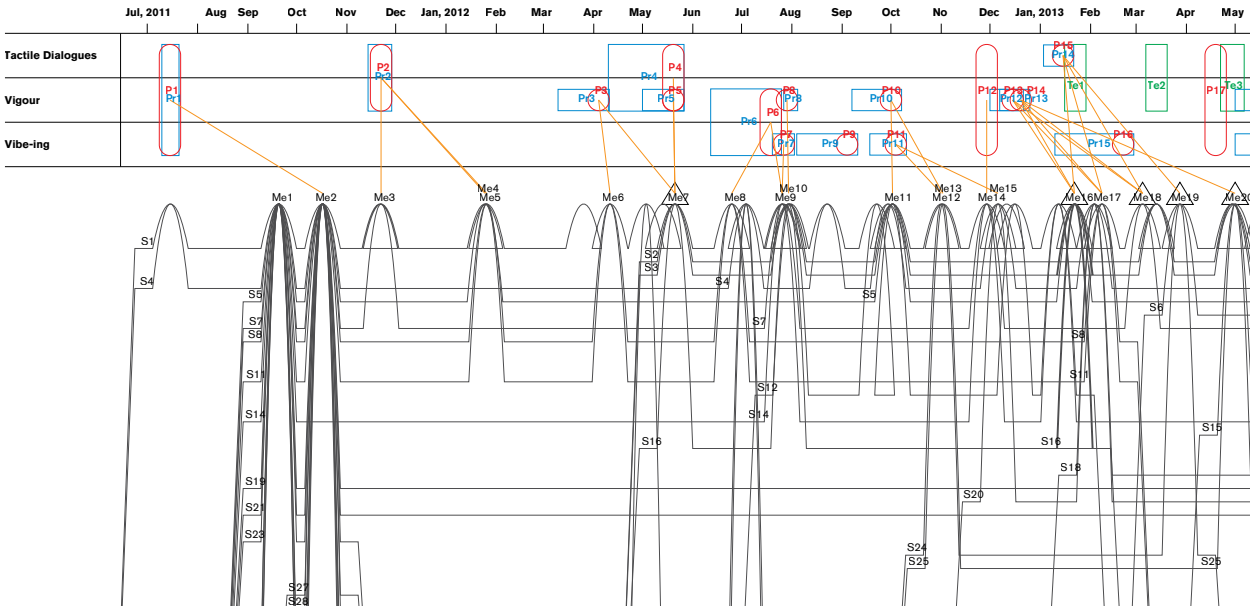 Jul, 2011 Aug Sep Oct Nov Dec Jan, 2012 Feb Mar Apr May Jun Jul Aug Sep Oct No Dec Jan, 2013 Feb Mar Apr May
Tactile Dialogues
P2 Pr2 Pr4 P4 P15 Pr14 Te1 Te2 Te3
Vigour
P1 Pr1 Pr3 P3 Pr5 P5 Pr6 P6 P8 Pr8 Pr10 P10 P12 Pr12 P13 P14 Pr13 P17
Vibe-ing
P7 Pr7 Pr9 P9 P11 Pr11 Pr15 P16
Me4 Me10 Me13 Me15
Me1 Me2 Me3 Me5 Me6 Me7 Me8 Me9 Me11 Me12 Me14 Me16 Me17 Me18 Me19 Me20
S1
S2
S3
S4 S4
S5 S5
S6
S7 S7
S8 S8
S11 S11
S12
S14 S14
S15
S16 S16
S18
S19
S20
S21
S23
S24
S25 S25
S27
S28